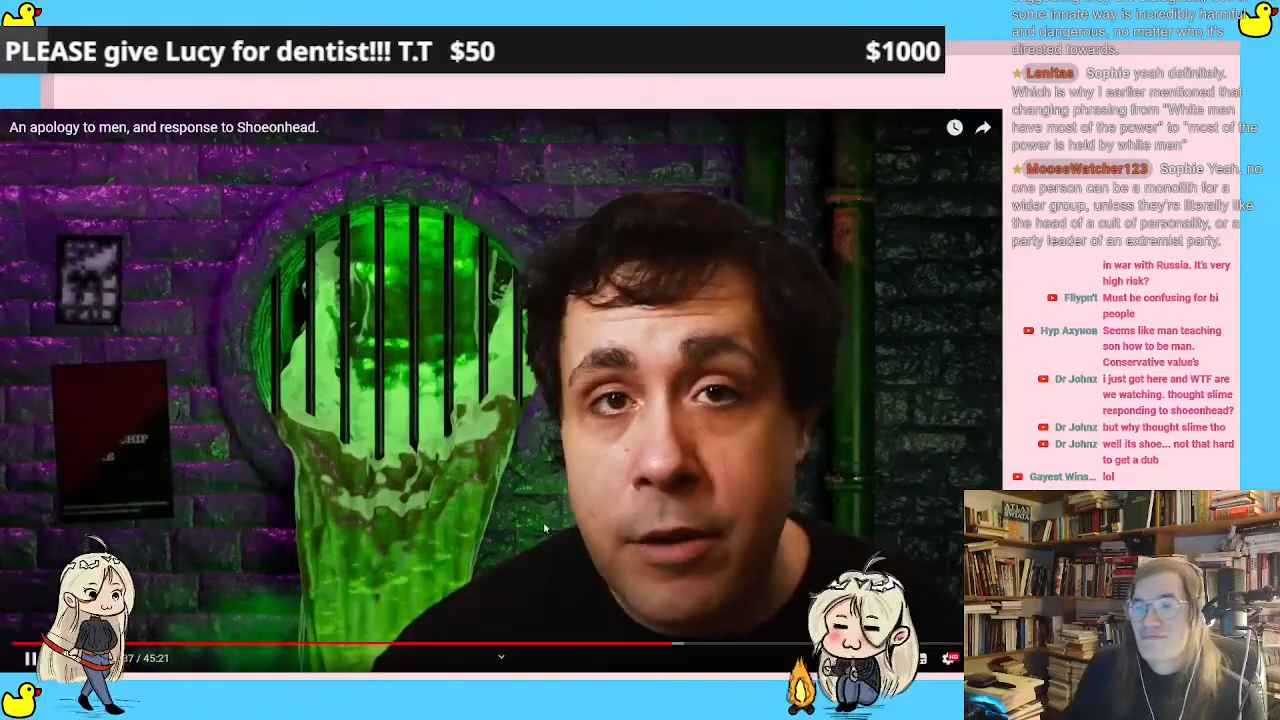 PLEASE give Lucy for dentist!!! T.T $50 $1000
An apology to men, and response to Shoeonhead.
some innate way is incredibly harmful
and dangerous, no matter who it's
directed towards.
Lenitas Sophie yeah definitely.
Which is why I earlier mentioned that
changing phrasing from "White men
have most of the power" to "most of the
power is held by white men"
MooseWatcher123 Sophie Yeah, no
one person can be a monolith for a
wider group, unless they're literally like
the head of a cult of personality, or a
party leader of an extremist party.
in war with Russia. It's very
high risk?
Fliypn't Must be confusing for bi
people
Нур Ахунов Seems like man teaching
son how to be man.
Conservative value's
Dr Johnz i just got here and WTF are
we watching. thought slime
responding to shoeonhead?
Dr Johnz but why thought slime tho
Dr Johnz well its shoe... not that hard
to get a dub
Gayest Wins... lol
HIP
37 / 45:21
HD